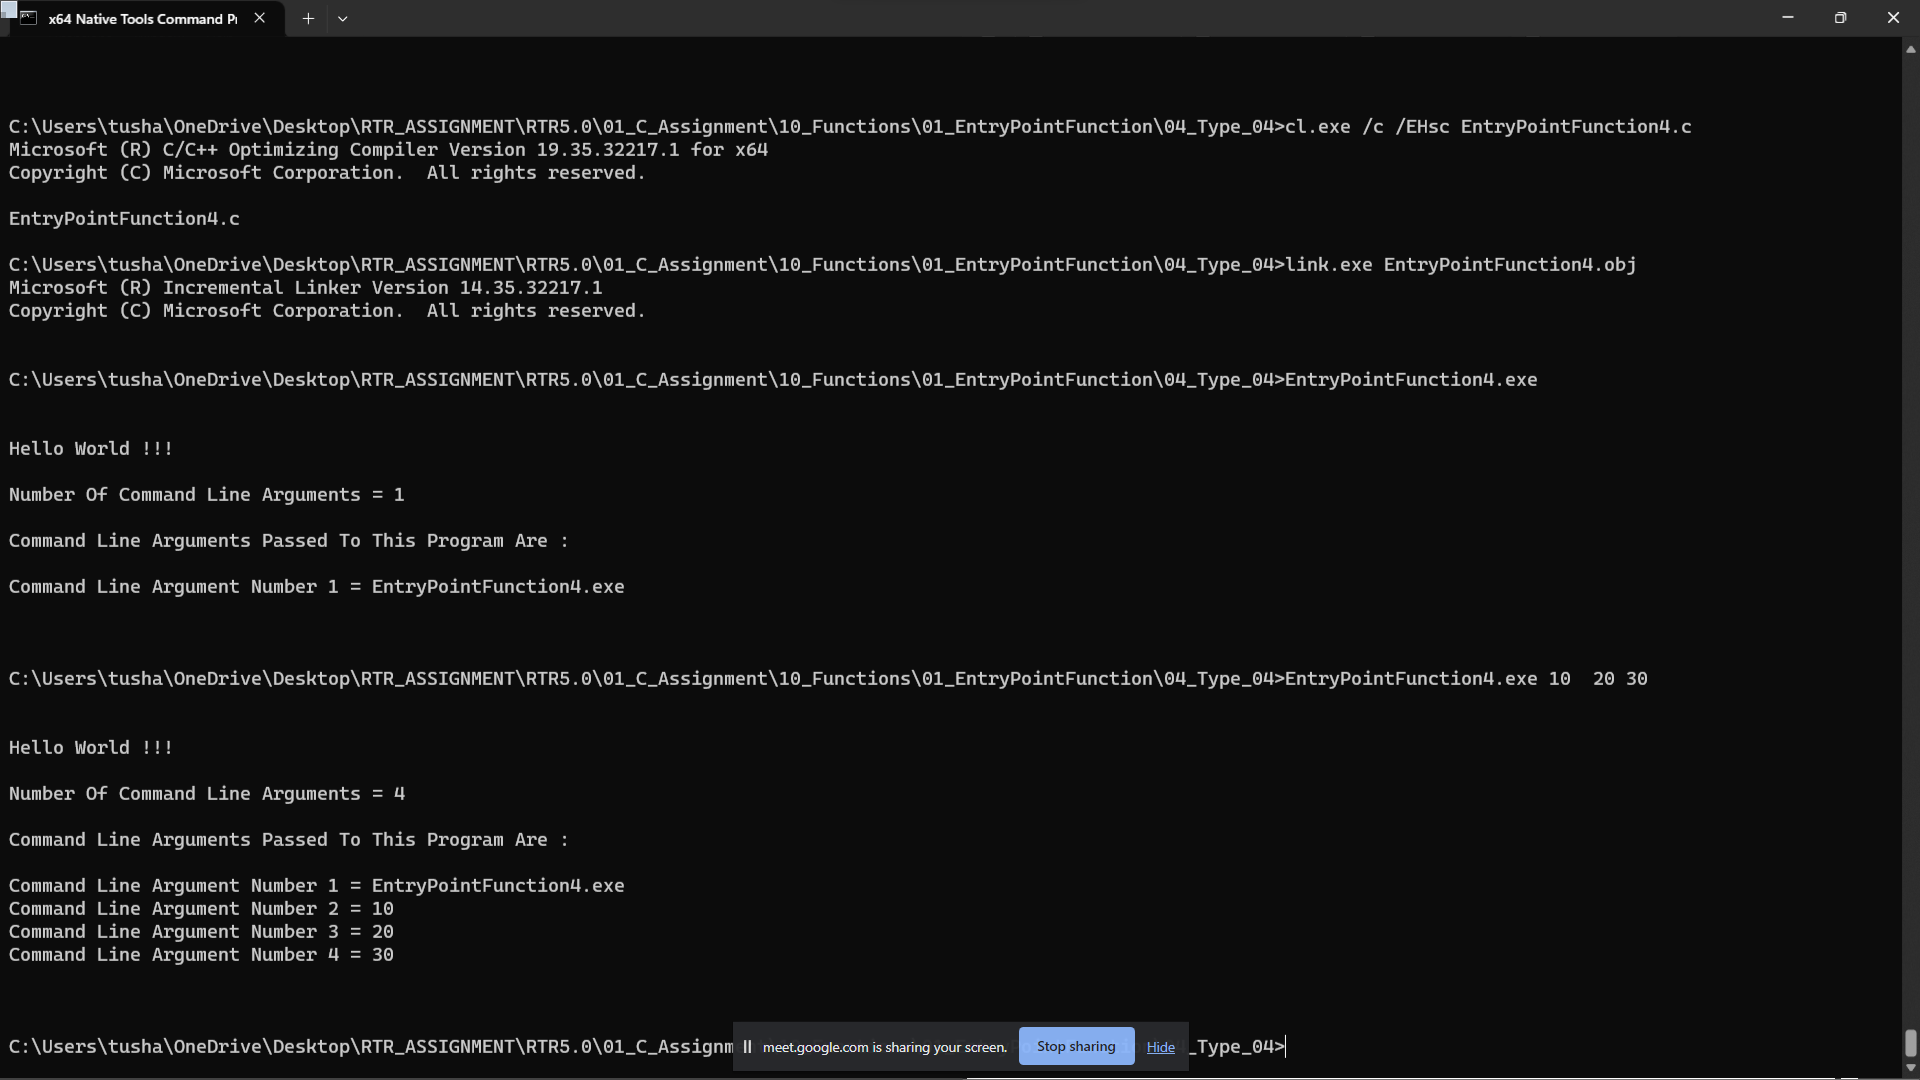 x64 Native Tools Command P
C:\Users\tusha\OneDrive\Desktop\RTR_ASSIGNMENT\RTR5.0\01_C_Assignment\10_Functions\01_EntryPointFunction\04_Type_04>cl.exe /c /EHsc EntryPointFunction4.c
Microsoft (R) C/C++ Optimizing Compiler Version 19.35.32217.1 for x64
Copyright (C) Microsoft Corporation.  All rights reserved.
EntryPointFunction4.c
C:\Users\tusha\OneDrive\Desktop\RTR_ASSIGNMENT\RTR5.0\01_C_Assignment\10_Functions\01_EntryPointFunction\04_Type_04>link.exe EntryPointFunction4.obj
Microsoft (R) Incremental Linker Version 14.35.32217.1
Copyright (C) Microsoft Corporation.  All rights reserved.
C:\Users\tusha\OneDrive\Desktop\RTR_ASSIGNMENT\RTR5.0\01_C_Assignment\10_Functions\01_EntryPointFunction\04_Type_04>EntryPointFunction4.exe
Hello World !!!
Number Of Command Line Arguments = 1
Command Line Arguments Passed To This Program Are :
Command Line Argument Number 1 = EntryPointFunction4.exe
C:\Users\tusha\OneDrive\Desktop\RTR_ASSIGNMENT\RTR5.0\01_C_Assignment\10_Functions\01_EntryPointFunction\04_Type_04>EntryPointFunction4.exe 10  20 30
Hello World !!!
Number Of Command Line Arguments = 4
Command Line Arguments Passed To This Program Are :
Command Line Argument Number 1 = EntryPointFunction4.exe
Command Line Argument Number 2 = 10
Command Line Argument Number 3 = 20
Command Line Argument Number 4 = 30
C:\Users\tusha\OneDrive\Desktop\RTR_ASSIGNMENT\RTR5.0\01_C_Assignm
meet.google.com is sharing your screen. Stop sharing Hide
_Type_04>